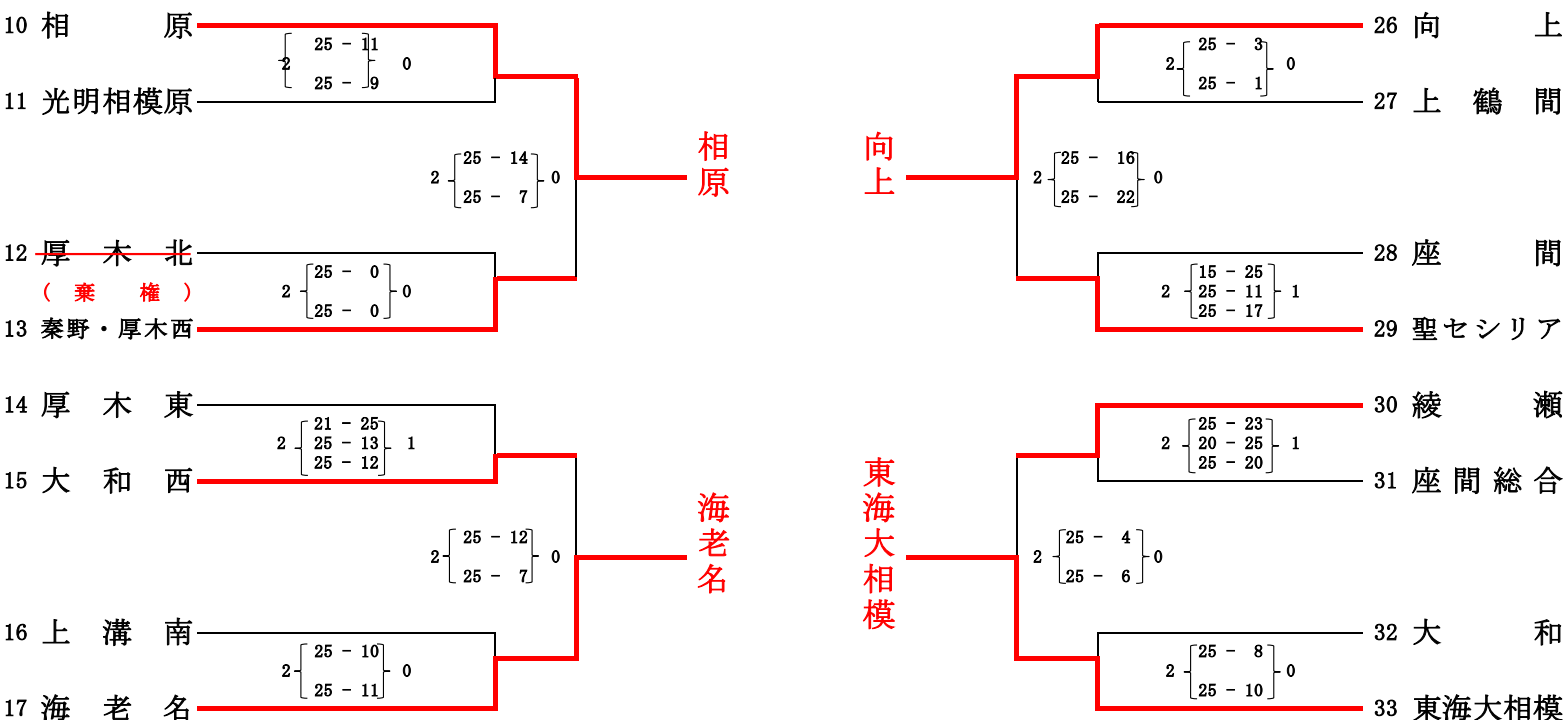 10 相原
2 25 - 11 0
25 - 9
11 光明相模原
相原
2 25 - 14 0
25 - 7
12 厚木北
(棄権)
2 25 - 0 0
25 - 0
13 秦野・厚木西
14 厚木東
21 - 25
2 25 - 13 1
25 - 12
15 大和西
海老名
2 25 - 12 0
25 - 7
16 上溝南
2 25 - 10 0
25 - 11
17 海老名
26 向上
2 25 - 3 0
25 - 1
27 上鶴間
向上
2 25 - 16 0
25 - 22
28 座間
15 - 25
2 25 - 11 1
25 - 17
29 聖セシリア
30 綾瀬
25 - 23
2 20 - 25 1
25 - 20
31 座間総合
東海大相模
2 25 - 4 0
25 - 6
32 大和
2 25 - 8 0
25 - 10
33 東海大相模